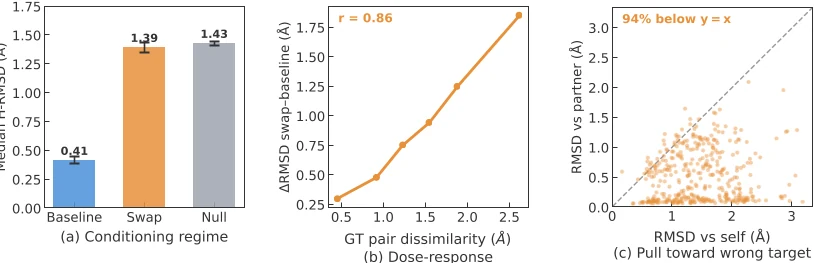 Median H-RMSD (Å)
1.75
1.50
1.25
1.00
0.75
0.50
0.25
0.00
0.41
1.39
1.43
Baseline Swap Null
(a) Conditioning regime
r = 0.86
ΔRMSD swap–baseline (Å)
1.75
1.50
1.25
1.00
0.75
0.50
0.25
0.5 1.0 1.5 2.0 2.5
GT pair dissimilarity (Å)
(b) Dose-response
94% below y = x
RMSD vs partner (Å)
3.0
2.5
2.0
1.5
1.0
0.5
0.0
0 1 2 3
RMSD vs self (Å)
(c) Pull toward wrong target